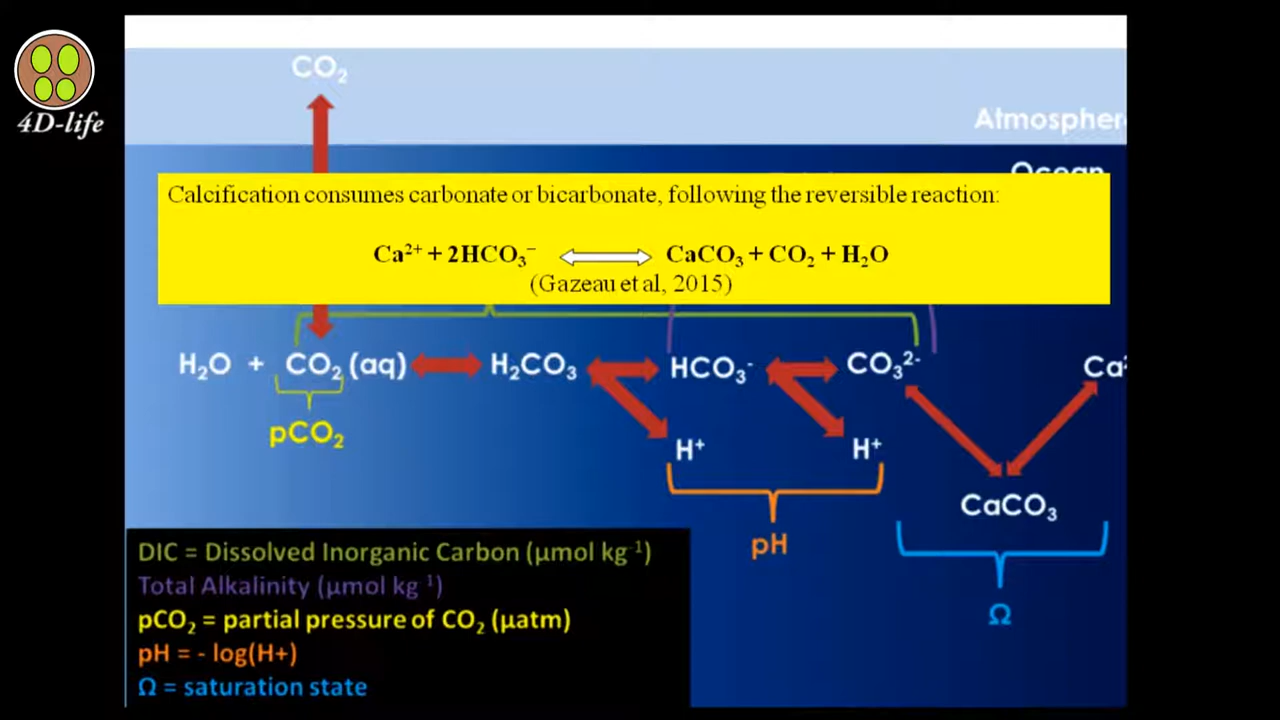 4D-life
CO₂
Atmospher
Ocean
Calcification consumes carbonate or bicarbonate, following the reversible reaction:
Ca²⁺ + 2HCO₃⁻ ⟺ CaCO₃ + CO₂ + H₂O
(Gazeau et al, 2015)
H₂O + CO₂ (aq) H₂CO₃ HCO₃⁻ CO₃²⁻ Ca²
pCO₂
H⁺ H⁺
CaCO₃
pH
Ω
DIC = Dissolved Inorganic Carbon (μmol kg⁻¹)
Total Alkalinity (μmol kg⁻¹)
pCO₂ = partial pressure of CO₂ (μatm)
pH = - log(H+)
Ω = saturation state